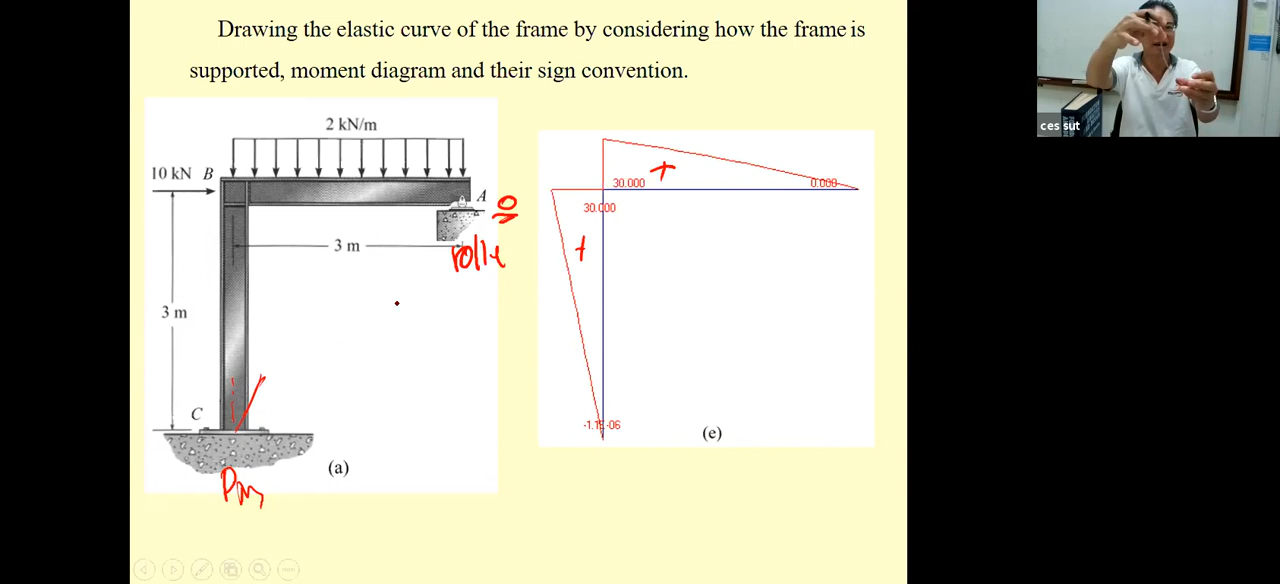 Drawing the elastic curve of the frame by considering how the frame is
supported, moment diagram and their sign convention.
2 kN/m
10 kN B
A
3 m
3 m
C
(a)
30.000
0.000
30.000
+
+
(e)
ces sut